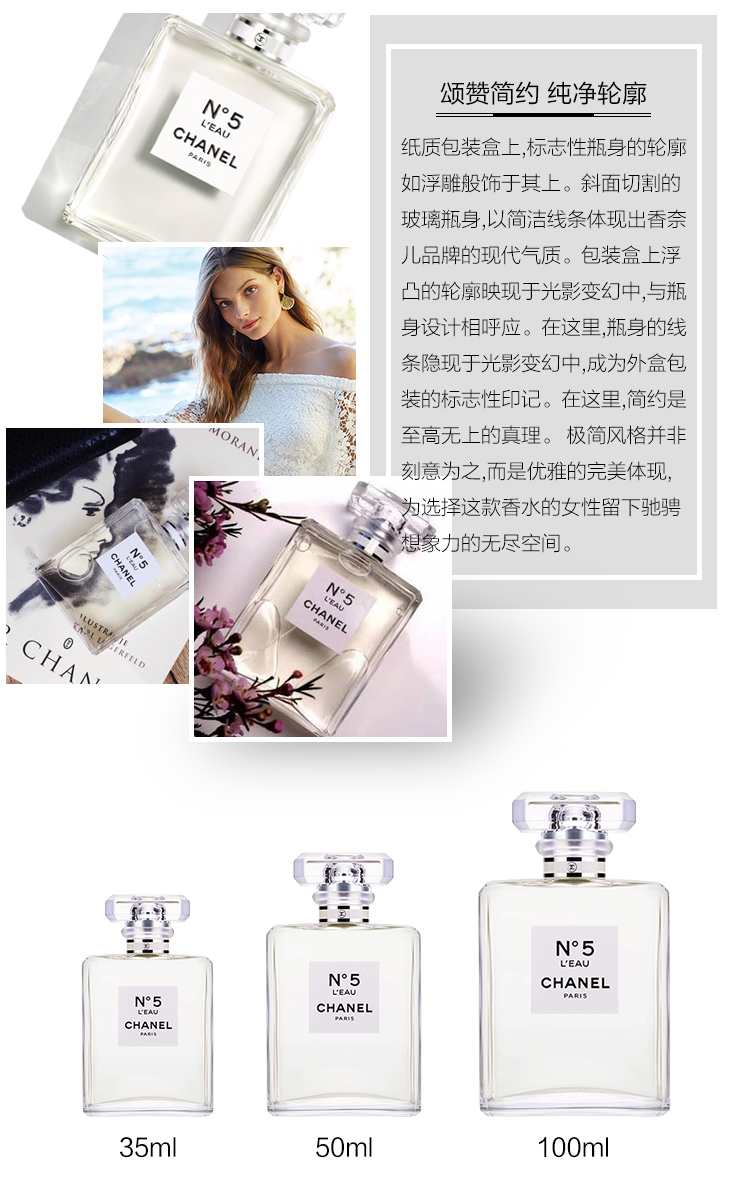 N°5
L'EAU
CHANEL
PARIS
颂赞简约 纯净轮廓
纸质包装盒上,标志性瓶身的轮廓
如浮雕般饰于其上。斜面切割的
玻璃瓶身,以简洁线条体现出香奈
儿品牌的现代气质。包装盒上浮
凸的轮廓映现于光影变幻中,与瓶
身设计相呼应。在这里,瓶身的线
条隐现于光影变幻中,成为外盒包
装的标志性印记。在这里,简约是
至高无上的真理。 极简风格并非
刻意为之,而是优雅的完美体现,
为选择这款香水的女性留下驰骋
想象力的无尽空间。
MORAN
N°5
L'EAU
CHANEL
PARIS
CHAN
N°5
L'EAU
CHANEL
PARIS
N°5
L'EAU
CHANEL
PARIS
N°5
L'EAU
CHANEL
PARIS
N°5
L'EAU
CHANEL
PARIS
35ml
50ml
100ml